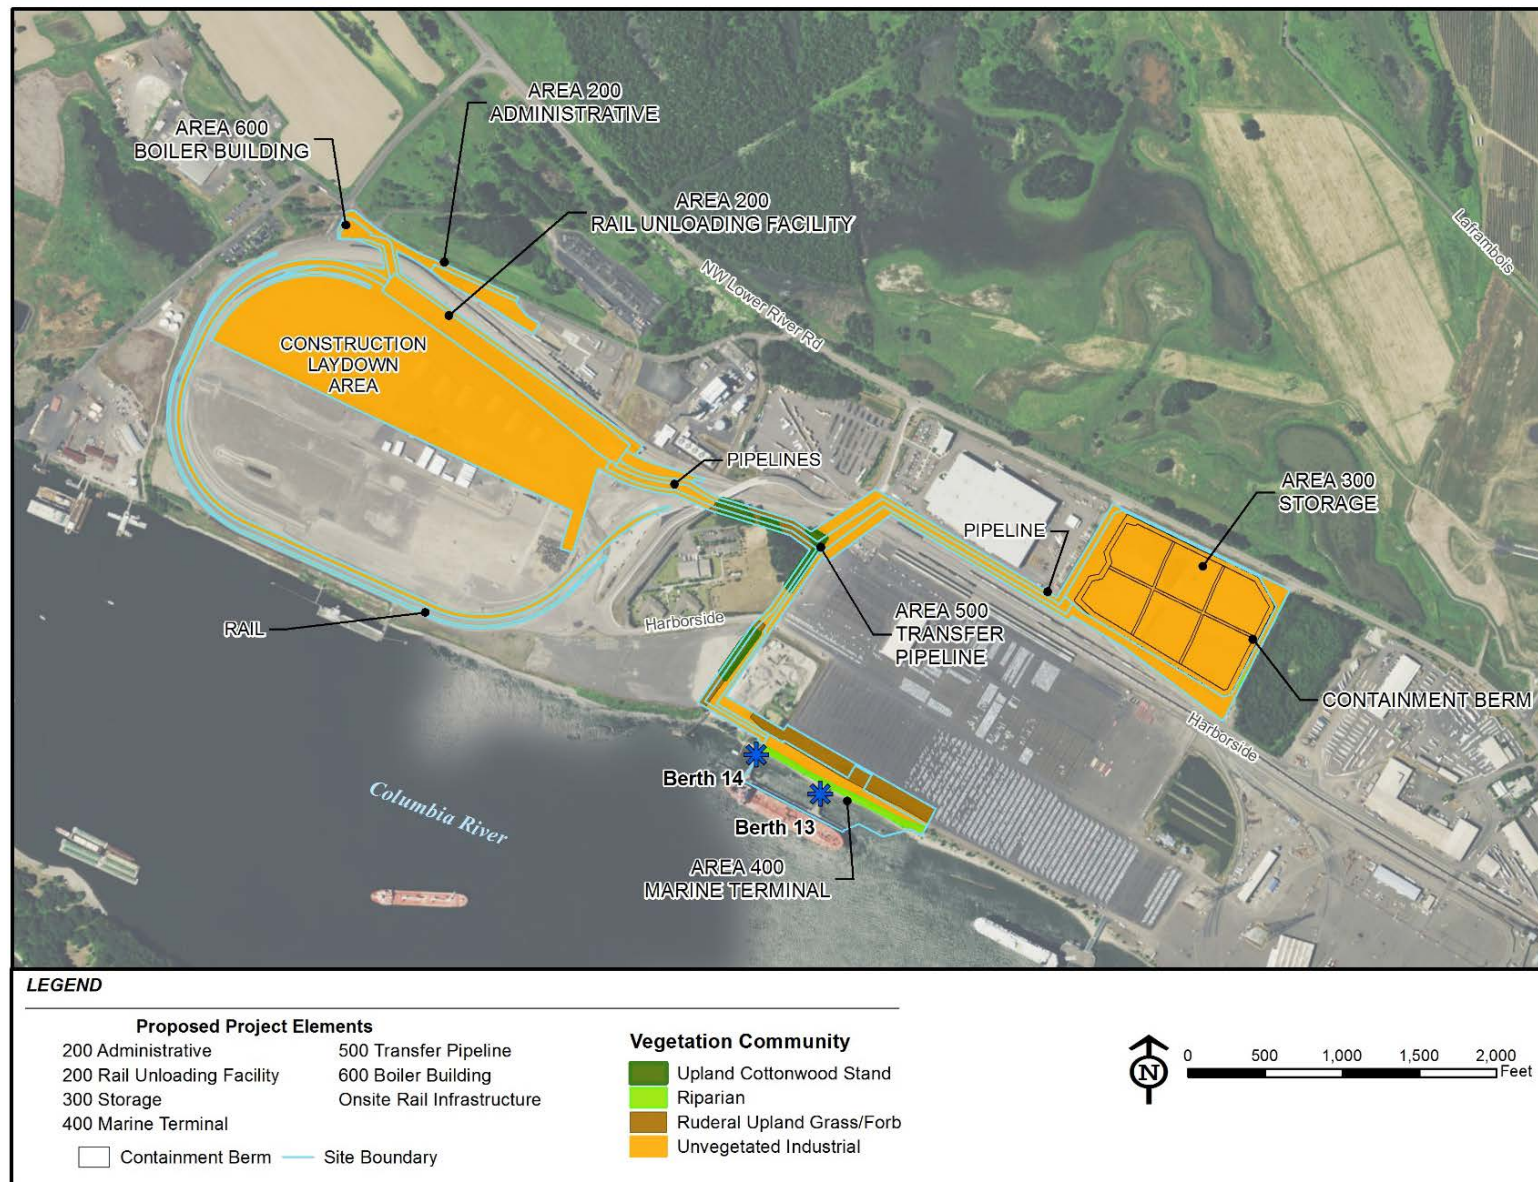 AREA 200
ADMINISTRATIVE
AREA 600
BOILER BUILDING
AREA 200
RAIL UNLOADING FACILITY
Laframbois
NW Lower River Rd
CONSTRUCTION
LAYDOWN
AREA
PIPELINES
AREA 300
STORAGE
PIPELINE
AREA 500
TRANSFER
PIPELINE
Harborside
RAIL
CONTAINMENT BERM
Harborside
Berth 14
Columbia River
Berth 13
AREA 400
MARINE TERMINAL
LEGEND
Proposed Project Elements
200 Administrative
200 Rail Unloading Facility
300 Storage
400 Marine Terminal
500 Transfer Pipeline
600 Boiler Building
Onsite Rail Infrastructure
Containment Berm
Site Boundary
Vegetation Community
Upland Cottonwood Stand
Riparian
Ruderal Upland Grass/Forb
Unvegetated Industrial
N
0 500 1,000 1,500 2,000
Feet